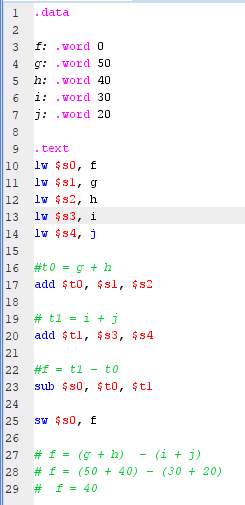 1 .data
2
3 f: .word 0
4 g: .word 50
5 h: .word 40
6 i: .word 30
7 j: .word 20
8
9 .text
10 lw $s0, f
11 lw $s1, g
12 lw $s2, h
13 lw $s3, i
14 lw $s4, j
15
16 #t0 = g + h
17 add $t0, $s1, $s2
18
19 # t1 = i + j
20 add $t1, $s3, $s4
21
22 #f = t1 - t0
23 sub $s0, $t0, $t1
24
25 sw $s0, f
26
27 # f = (g + h)  - (i + j)
28 # f = (50 + 40) - (30 + 20)
29 #  f = 40